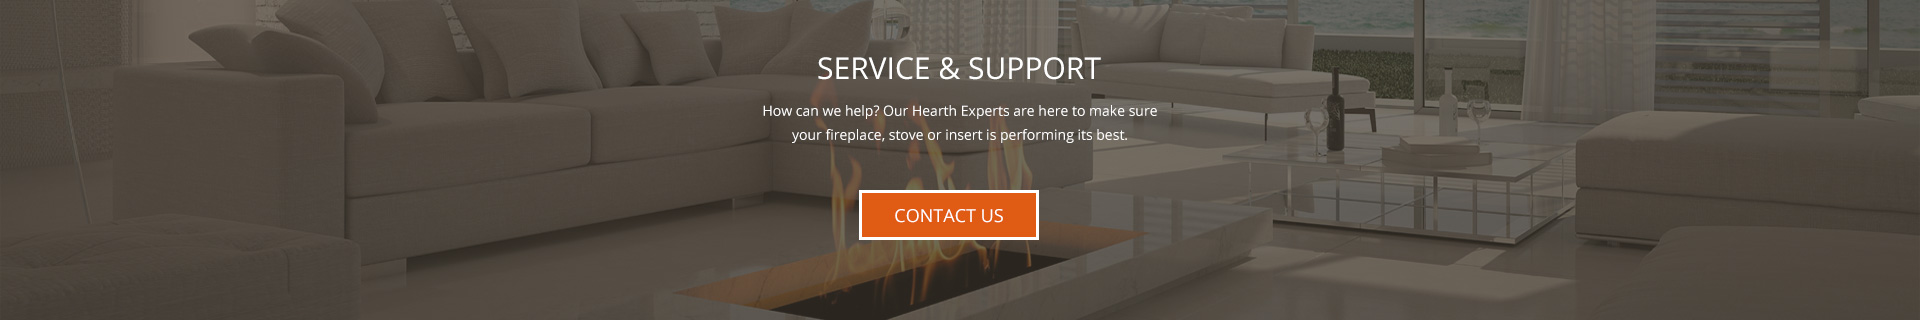 SERVICE & SUPPORT
How can we help? Our Hearth Experts are here to make sure
your fireplace, stove or insert is performing its best.
CONTACT US